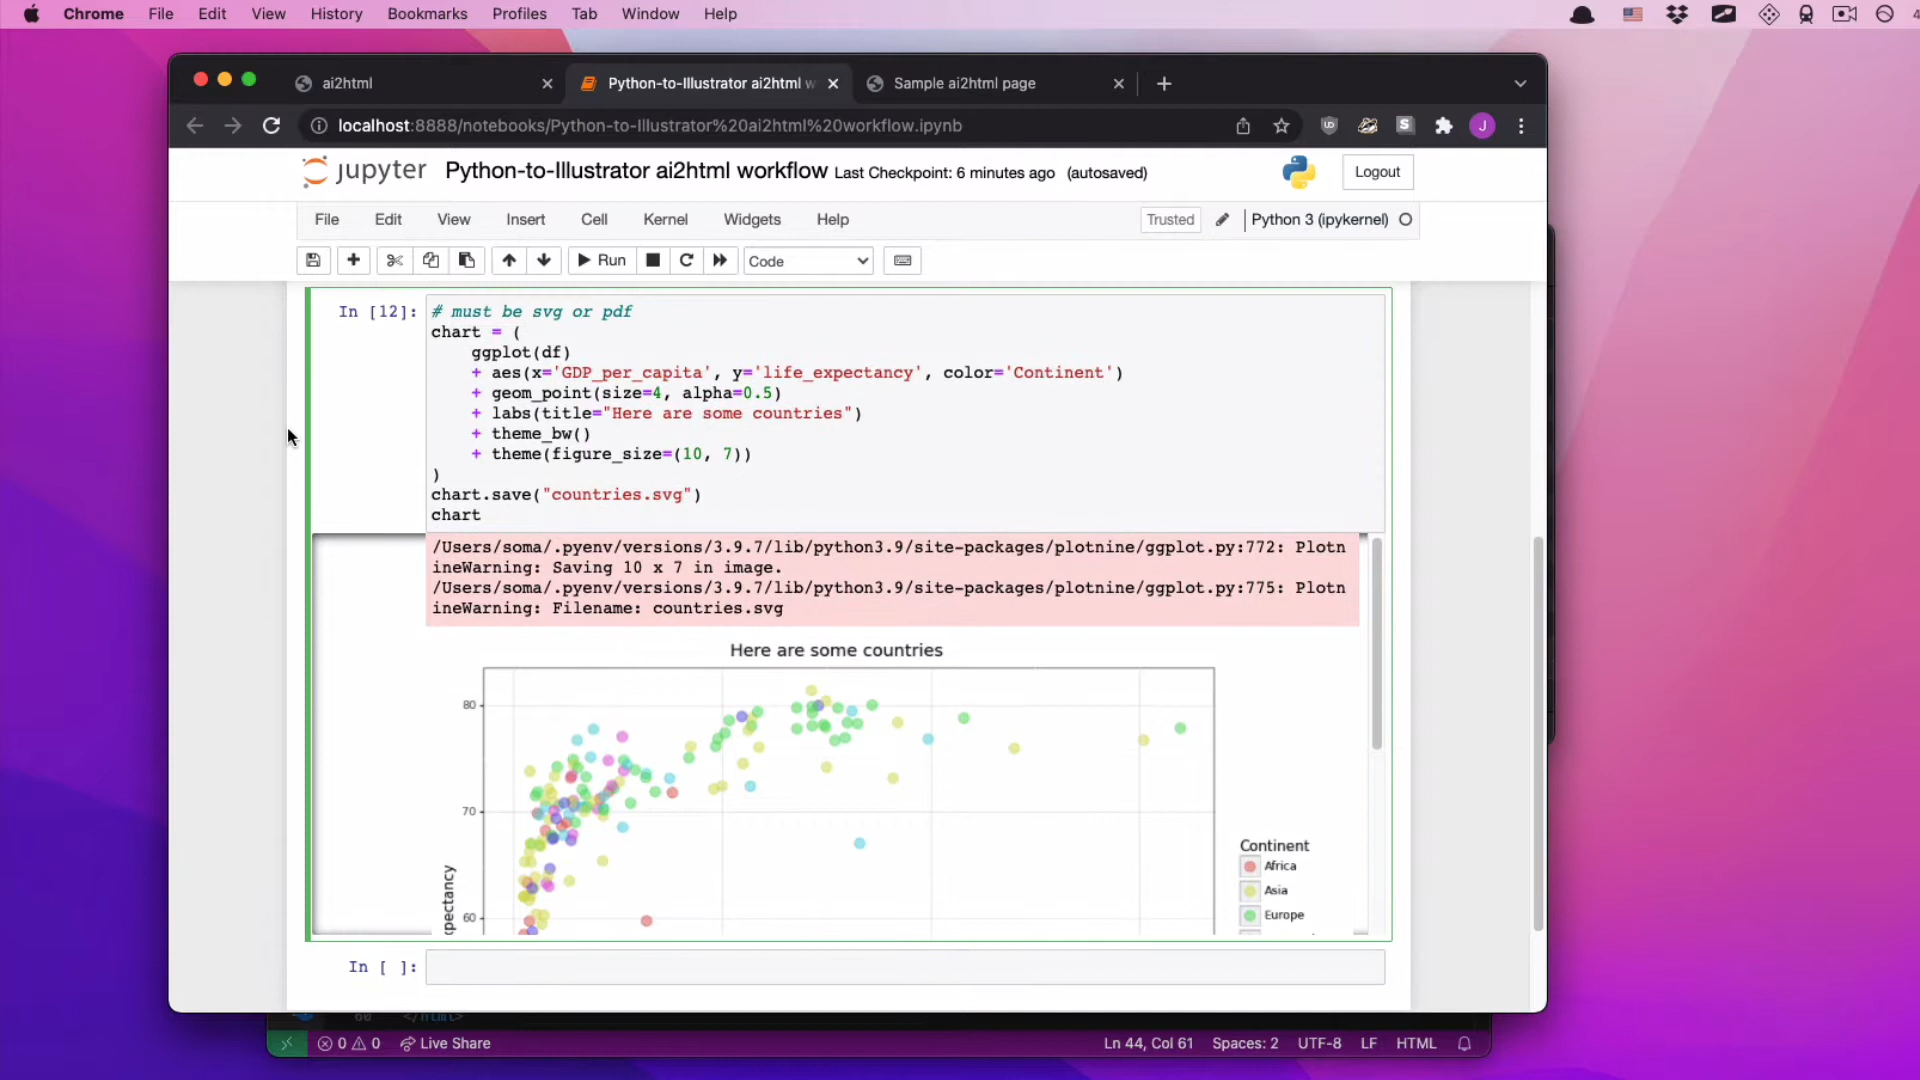 Chrome File Edit View History Bookmarks Profiles Tab Window Help
ai2html
Python-to-Illustrator ai2html w
Sample ai2html page
localhost:8888/notebooks/Python-to-Illustrator%20ai2html%20workflow.ipynb
J
jupyter Python-to-Illustrator ai2html workflow Last Checkpoint: 6 minutes ago (autosaved)
Logout
File Edit View Insert Cell Kernel Widgets Help
Trusted
Python 3 (ipykernel)
Run
Code
In [12]:
# must be svg or pdf
chart = (
ggplot(df)
+ aes(x='GDP_per_capita', y='life_expectancy', color='Continent')
+ geom_point(size=4, alpha=0.5)
+ labs(title="Here are some countries")
+ theme_bw()
+ theme(figure_size=(10, 7))
)
chart.save("countries.svg")
chart
/Users/soma/.pyenv/versions/3.9.7/lib/python3.9/site-packages/plotnine/ggplot.py:772: Plotn
ineWarning: Saving 10 x 7 in image.
/Users/soma/.pyenv/versions/3.9.7/lib/python3.9/site-packages/plotnine/ggplot.py:775: Plotn
ineWarning: Filename: countries.svg
Here are some countries
80
70
60
xpectancy
Continent
Africa
Asia
Europe
In [ ]:
60 </html>
0 0 Live Share
Ln 44, Col 61 Spaces: 2 UTF-8 LF HTML